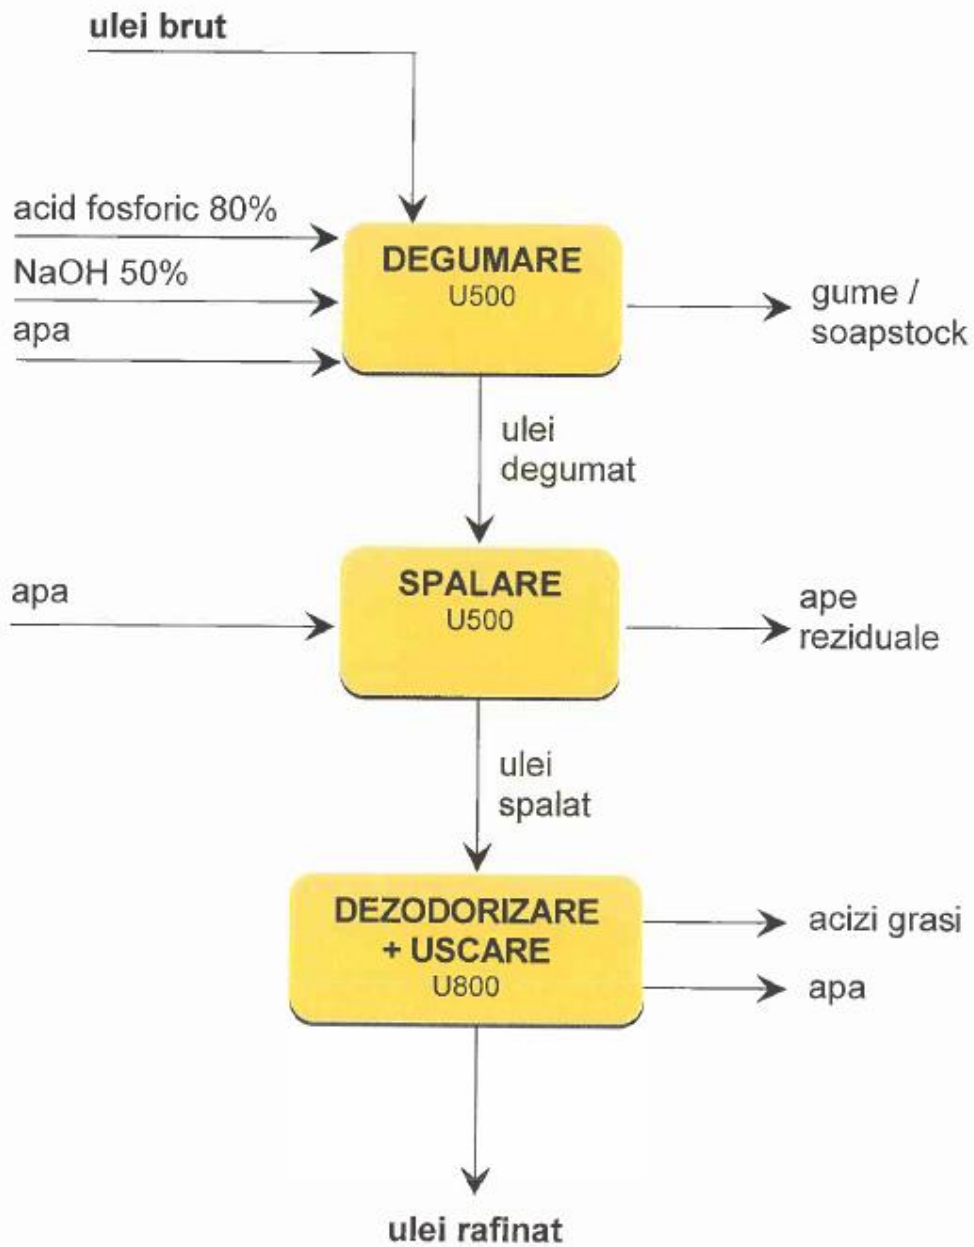 ulei brut
acid fosforic 80%
NaOH 50%
apa
DEGUMARE
U500
gume /
soapstock
ulei
degumat
apa
SPALARE
U500
ape
reziduale
ulei
spalat
DEZODORIZARE
+ USCARE
U800
acizi grasi
apa
ulei rafinat